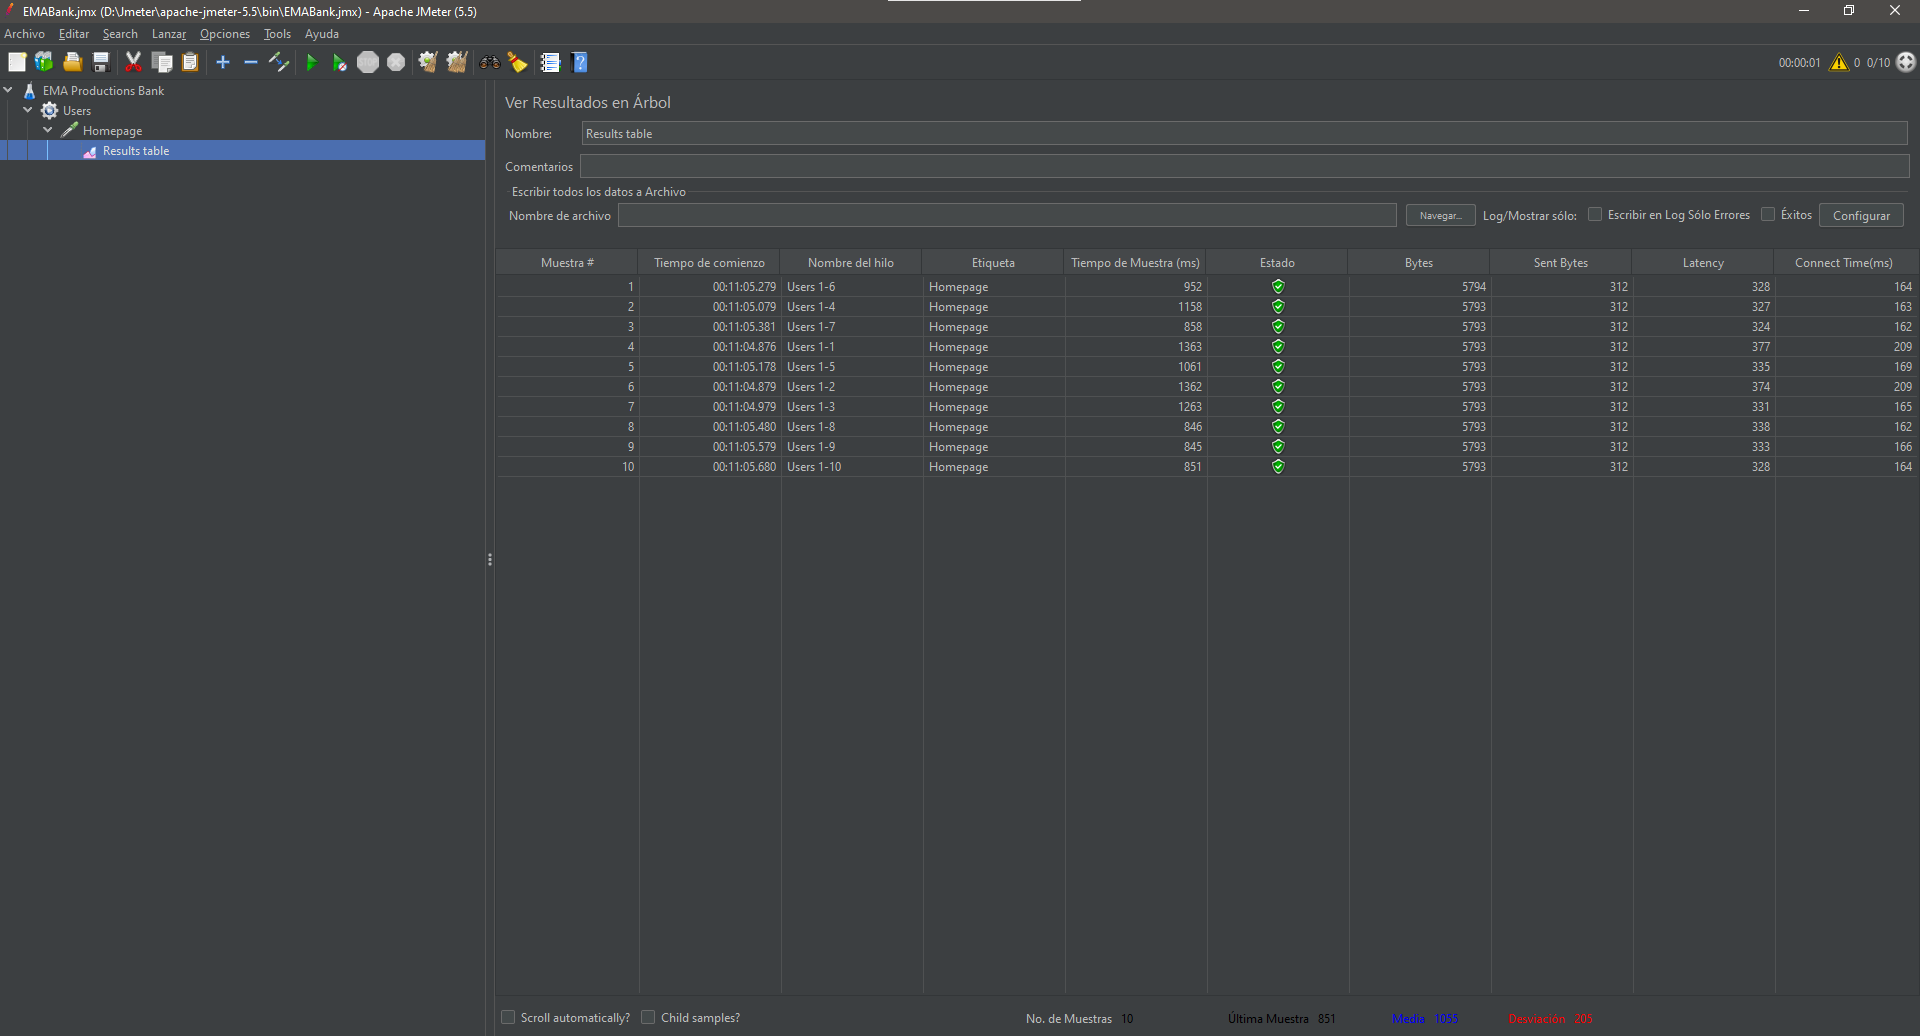 EMABank.jmx (D:\Jmeter\apache-jmeter-5.5\bin\EMABank.jmx) - Apache JMeter (5.5)
Archivo Editar Search Lanzar Opciones Tools Ayuda
STOP
00:00:01 0 0/10
EMA Productions Bank
Users
Homepage
Results table
Ver Resultados en Árbol
Nombre: Results table
Comentarios
Escribir todos los datos a Archivo
Nombre de archivo Navegar... Log/Mostrar sólo: Escribir en Log Sólo Errores Éxitos Configurar
Muestra # Tiempo de comienzo Nombre del hilo Etiqueta Tiempo de Muestra (ms) Estado Bytes Sent Bytes Latency Connect Time(ms)
1 00:11:05.279 Users 1-6 Homepage 952 5794 312 328 164
2 00:11:05.079 Users 1-4 Homepage 1158 5793 312 327 163
3 00:11:05.381 Users 1-7 Homepage 858 5793 312 324 162
4 00:11:04.876 Users 1-1 Homepage 1363 5793 312 377 209
5 00:11:05.178 Users 1-5 Homepage 1061 5793 312 335 169
6 00:11:04.879 Users 1-2 Homepage 1362 5793 312 374 209
7 00:11:04.979 Users 1-3 Homepage 1263 5793 312 331 165
8 00:11:05.480 Users 1-8 Homepage 846 5793 312 338 162
9 00:11:05.579 Users 1-9 Homepage 845 5793 312 333 166
10 00:11:05.680 Users 1-10 Homepage 851 5793 312 328 164
Scroll automatically? Child samples? No. de Muestras 10 Última Muestra 851 Media 1055 Desviación 205